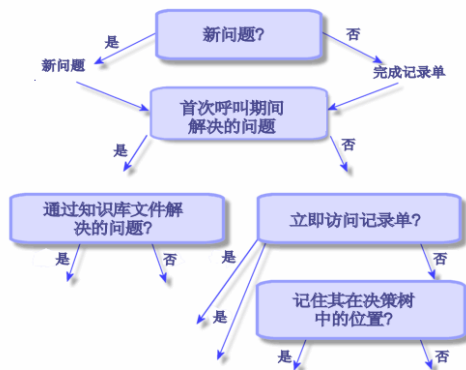 新问题?
是
否
新问题
完成记录单
首次呼叫期间
解决的问题
是
否
通过知识库文件解
决的问题?
立即访问记录单?
是
否
是
否
是
记住其在决策树
中的位置?
是
否